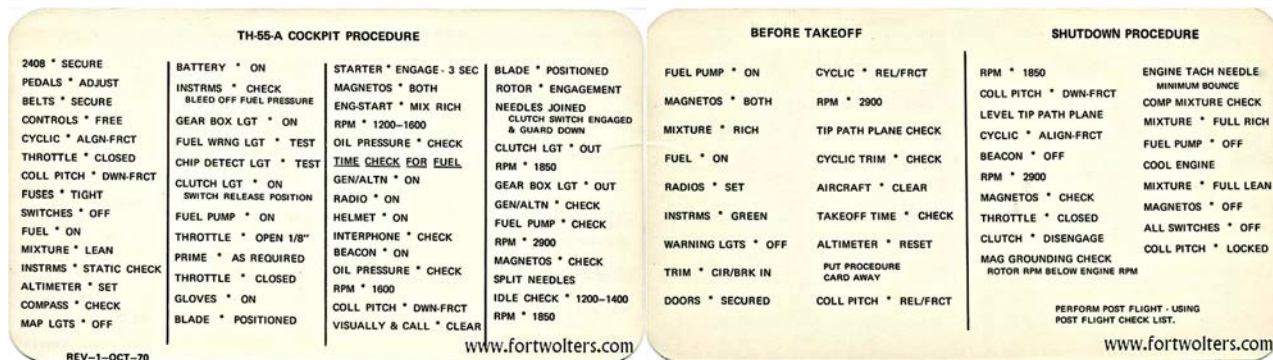 TH-55-A COCKPIT PROCEDURE
2408 * SECURE
PEDALS * ADJUST
BELTS * SECURE
CONTROLS * FREE
CYCLIC * ALGN-FRCT
THROTTLE * CLOSED
COLL PITCH * DWN-FRCT
FUSES * TIGHT
SWITCHES * OFF
FUEL * ON
MIXTURE * LEAN
INSTRMS * STATIC CHECK
ALTIMETER * SET
COMPASS * CHECK
MAP LGTS * OFF
REV-1-OCT-70
BATTERY * ON
INSTRMS * CHECK
BLEED OFF FUEL PRESSURE
GEAR BOX LGT * ON
FUEL WRNG LGT * TEST
CHIP DETECT LGT * TEST
CLUTCH LGT * ON
SWITCH RELEASE POSITION
FUEL PUMP * ON
THROTTLE * OPEN 1/8"
PRIME * AS REQUIRED
THROTTLE * CLOSED
GLOVES * ON
BLADE * POSITIONED
STARTER * ENGAGE - 3 SEC
MAGNETOS * BOTH
ENG-START * MIX RICH
RPM * 1200-1600
OIL PRESSURE * CHECK
TIME CHECK FOR FUEL
GEN/ALTN * ON
RADIO * ON
HELMET * ON
INTERPHONE * CHECK
BEACON * ON
OIL PRESSURE * CHECK
RPM * 1600
COLL PITCH * DWN-FRCT
VISUALLY & CALL * CLEAR
BLADE * POSITIONED
ROTOR * ENGAGEMENT
NEEDLES JOINED
CLUTCH SWITCH ENGAGED
& GUARD DOWN
CLUTCH LGT * OUT
RPM * 1850
GEAR BOX LGT * OUT
GEN/ALTN * CHECK
FUEL PUMP * CHECK
RPM * 2900
MAGNETOS * CHECK
SPLIT NEEDLES
IDLE CHECK * 1200-1400
RPM * 1850
www.fortwolters.com
BEFORE TAKEOFF
FUEL PUMP * ON
MAGNETOS * BOTH
MIXTURE * RICH
FUEL * ON
RADIOS * SET
INSTRMS * GREEN
WARNING LGTS * OFF
TRIM * CIR/BRK IN
DOORS * SECURED
CYCLIC * REL/FRCT
RPM * 2900
TIP PATH PLANE CHECK
CYCLIC TRIM * CHECK
AIRCRAFT * CLEAR
TAKEOFF TIME * CHECK
ALTIMETER * RESET
PUT PROCEDURE
CARD AWAY
COLL PITCH * REL/FRCT
SHUTDOWN PROCEDURE
RPM * 1850
COLL PITCH * DWN-FRCT
LEVEL TIP PATH PLANE
CYCLIC * ALIGN-FRCT
BEACON * OFF
RPM * 2900
MAGNETOS * CHECK
THROTTLE * CLOSED
CLUTCH * DISENGAGE
MAG GROUNDING CHECK
ROTOR RPM BELOW ENGINE RPM
ENGINE TACH NEEDLE
MINIMUM BOUNCE
COMP MIXTURE CHECK
MIXTURE * FULL RICH
FUEL PUMP * OFF
COOL ENGINE
MIXTURE * FULL LEAN
MAGNETOS * OFF
ALL SWITCHES * OFF
COLL PITCH * LOCKED
PERFORM POST FLIGHT - USING
POST FLIGHT CHECK LIST.
www.fortwolters.com